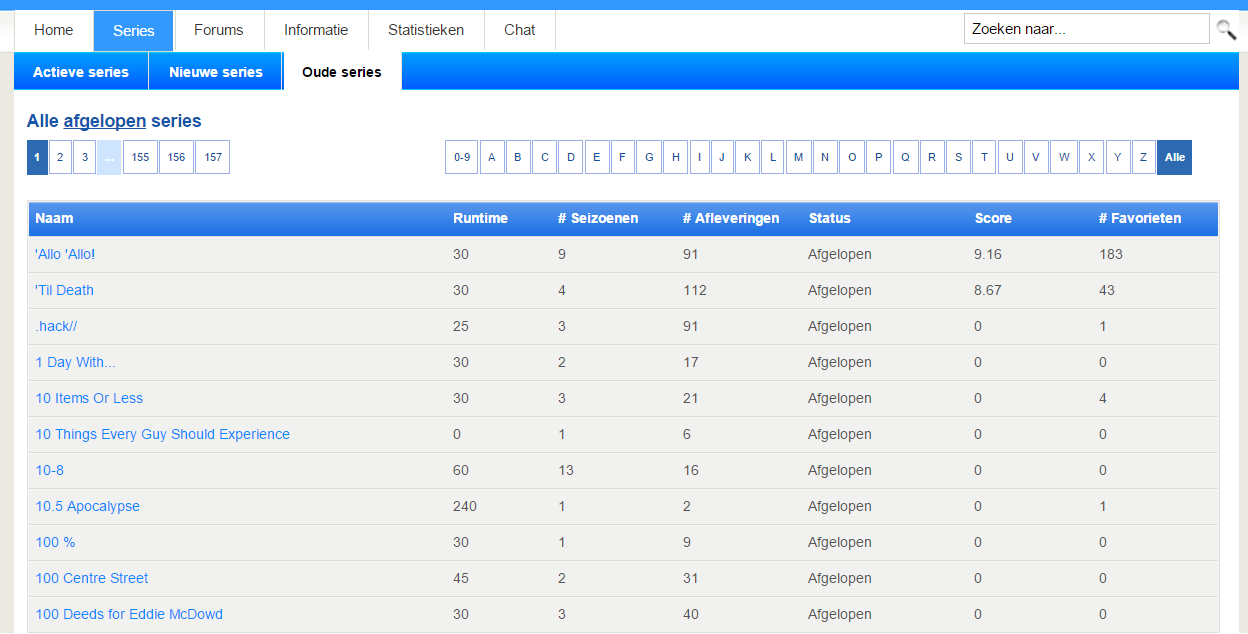 Home Series Forums Informatie Statistieken Chat Zoeken naar...
Actieve series Nieuwe series Oude series
Alle afgelopen series
1 2 3 ... 155 156 157 0-9 A B C D E F G H I J K L M N O P Q R S T U V W X Y Z Alle
Naam Runtime # Seizoenen # Afleveringen Status Score # Favorieten
'Allo 'Allo! 30 9 91 Afgelopen 9.16 183
'Til Death 30 4 112 Afgelopen 8.67 43
.hack// 25 3 91 Afgelopen 0 1
1 Day With... 30 2 17 Afgelopen 0 0
10 Items Or Less 30 3 21 Afgelopen 0 4
10 Things Every Guy Should Experience 0 1 6 Afgelopen 0 0
10-8 60 13 16 Afgelopen 0 0
10.5 Apocalypse 240 1 2 Afgelopen 0 1
100 % 30 1 9 Afgelopen 0 0
100 Centre Street 45 2 31 Afgelopen 0 0
100 Deeds for Eddie McDowd 30 3 40 Afgelopen 0 0